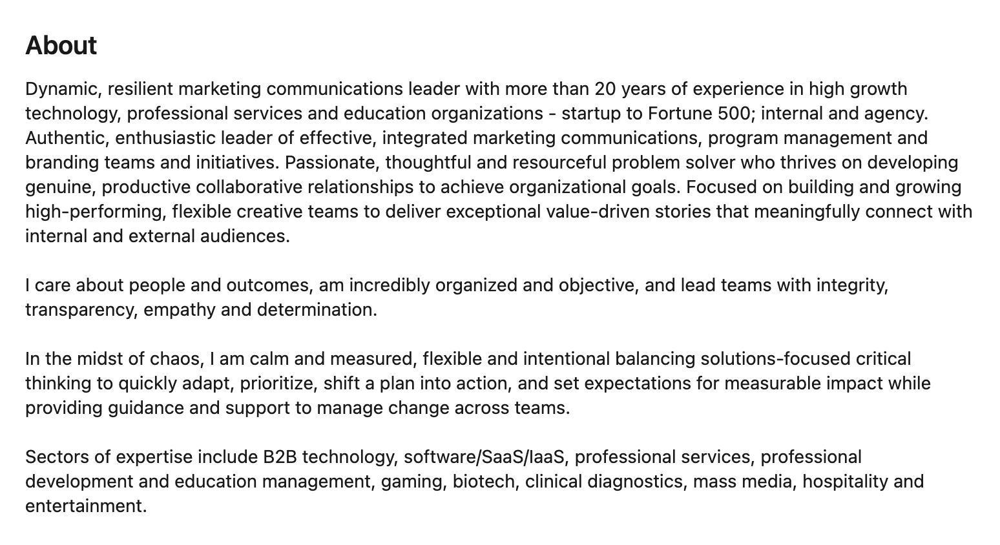 About
Dynamic, resilient marketing communications leader with more than 20 years of experience in high growth
technology, professional services and education organizations - startup to Fortune 500; internal and agency.
Authentic, enthusiastic leader of effective, integrated marketing communications, program management and
branding teams and initiatives. Passionate, thoughtful and resourceful problem solver who thrives on developing
genuine, productive collaborative relationships to achieve organizational goals. Focused on building and growing
high-performing, flexible creative teams to deliver exceptional value-driven stories that meaningfully connect with
internal and external audiences.
I care about people and outcomes, am incredibly organized and objective, and lead teams with integrity,
transparency, empathy and determination.
In the midst of chaos, I am calm and measured, flexible and intentional balancing solutions-focused critical
thinking to quickly adapt, prioritize, shift a plan into action, and set expectations for measurable impact while
providing guidance and support to manage change across teams.
Sectors of expertise include B2B technology, software/SaaS/IaaS, professional services, professional
development and education management, gaming, biotech, clinical diagnostics, mass media, hospitality and
entertainment.